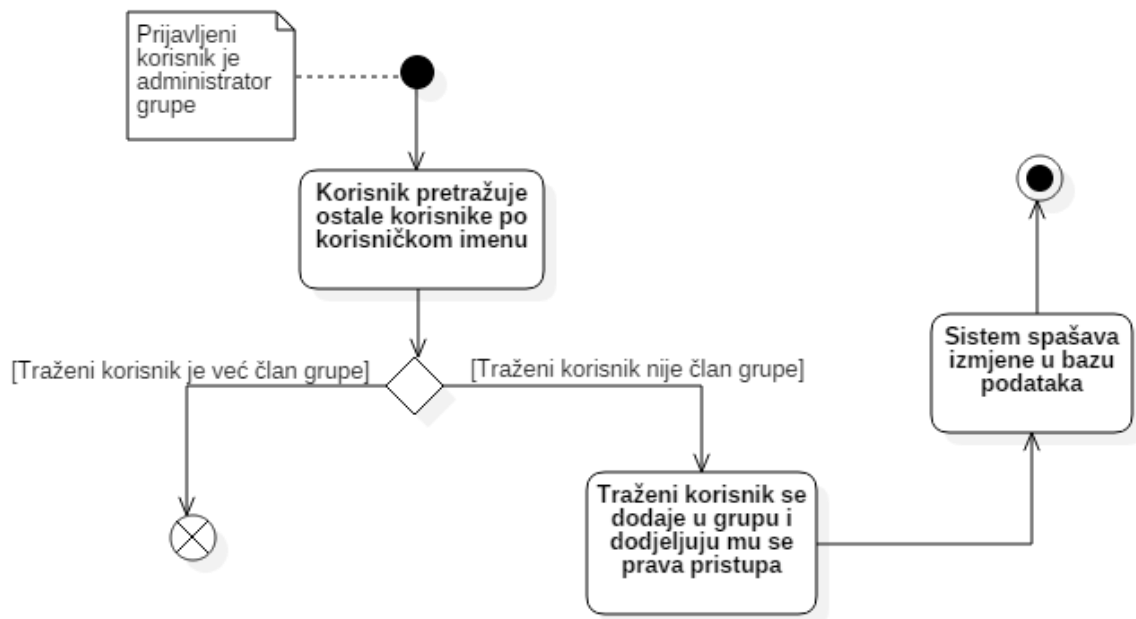 Prijavljeni
korisnik je
administrator
grupe
Korisnik pretražuje
ostale korisnike po
korisničkom imenu
[Traženi korisnik je već član grupe]
[Traženi korisnik nije član grupe]
Traženi korisnik se
dodaje u grupu i
dodjeljuju mu se
prava pristupa
Sistem spašava
izmjene u bazu
podataka